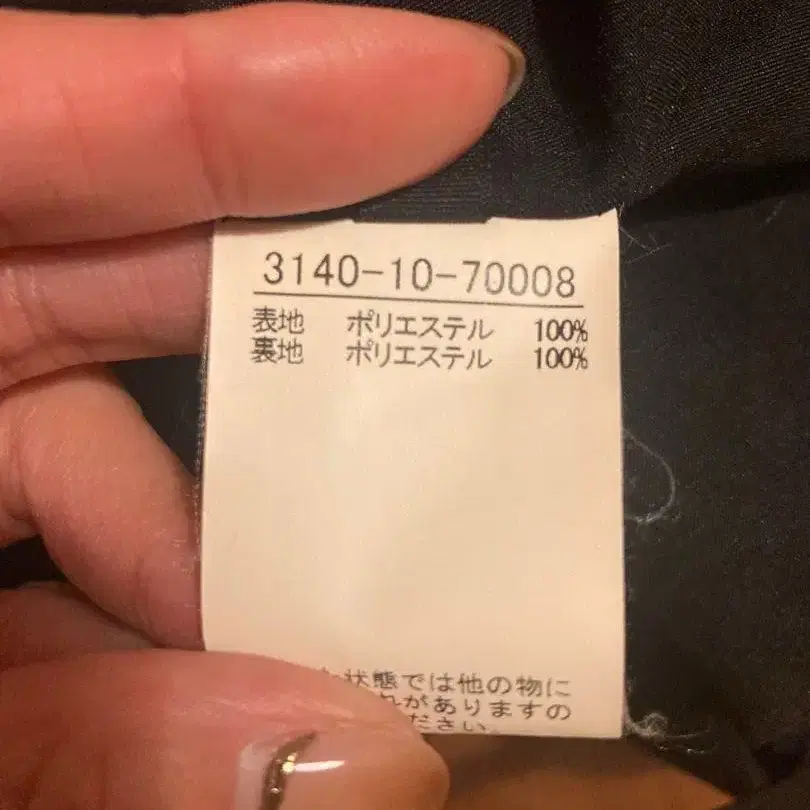 3140-10-70008
表地 ポリエステル 100%
裏地 ポリエステル 100%
状態では他の物に
がありますの
ださい。